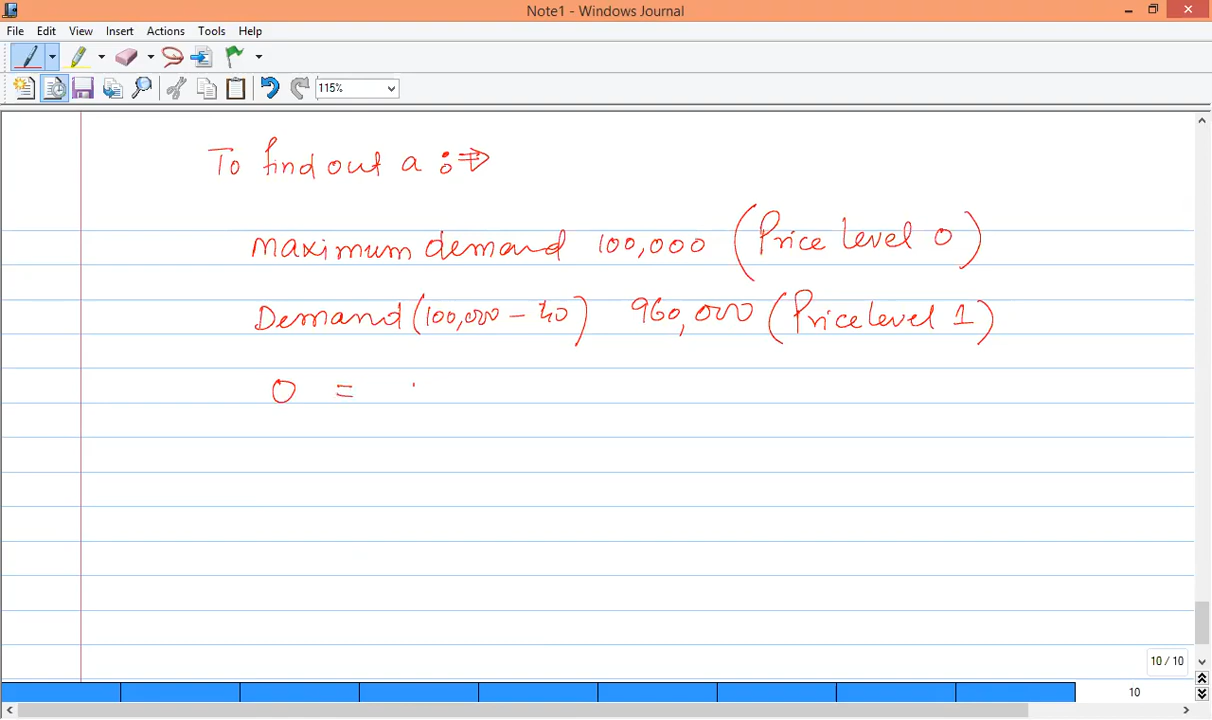 Note1 - Windows Journal
File Edit View Insert Actions Tools Help
115%
To find out a :⇒
Maximum demand 100,000 (Price level 0)
Demand (100,000 - 40) 960,000 (Price level 1)
0 =
10 / 10
10